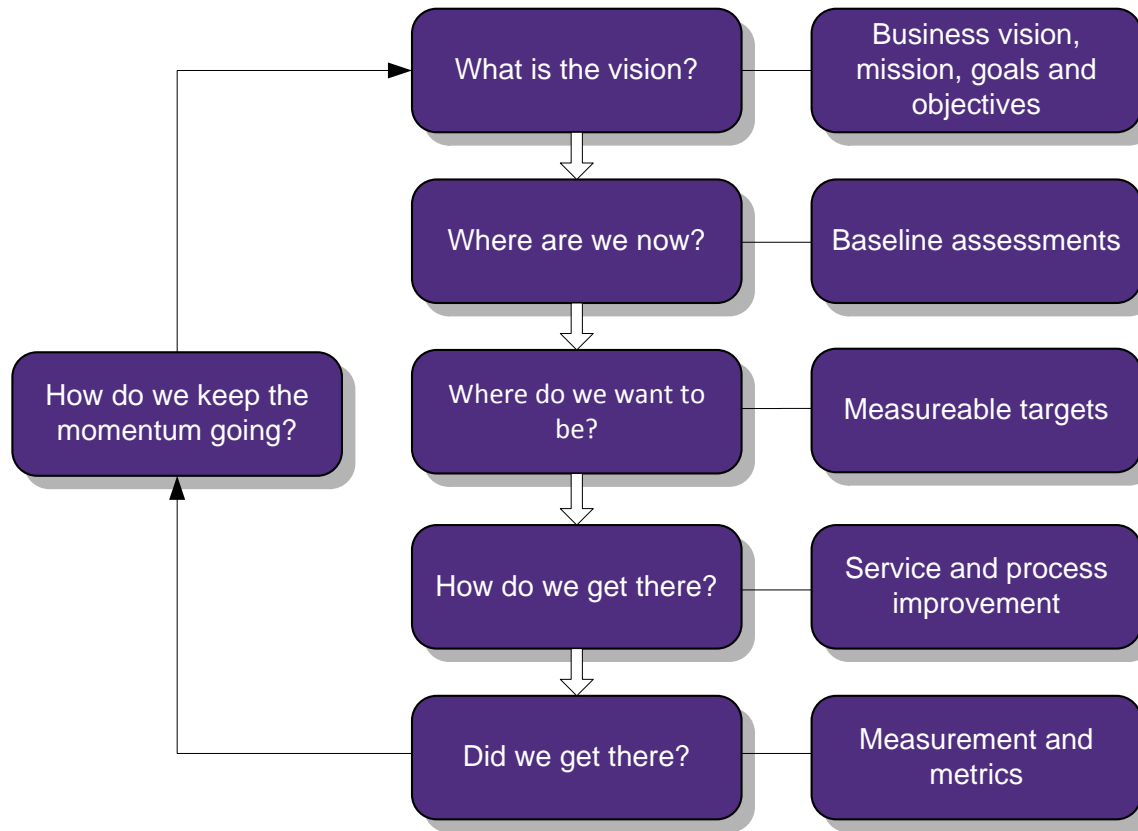 What is the vision?
Business vision,
mission, goals and
objectives
Where are we now?
Baseline assessments
How do we keep the
momentum going?
Where do we want to
be?
Measureable targets
How do we get there?
Service and process
improvement
Did we get there?
Measurement and
metrics